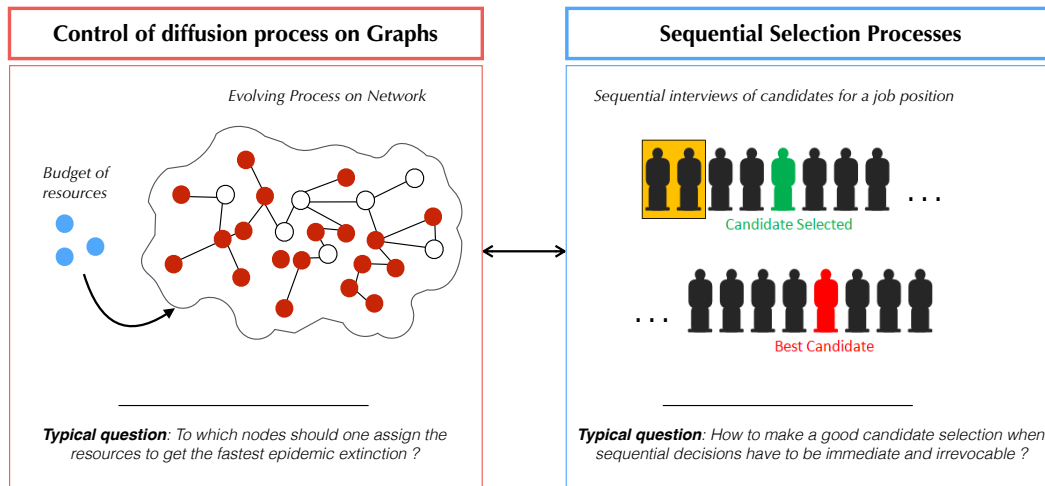 Control of diffusion process on Graphs
Evolving Process on Network
Budget of
resources
Typical question: To which nodes should one assign the
resources to get the fastest epidemic extinction ?
Sequential Selection Processes
Sequential interviews of candidates for a job position
. . .
Candidate Selected
. . .
Best Candidate
Typical question: How to make a good candidate selection when
sequential decisions have to be immediate and irrevocable ?